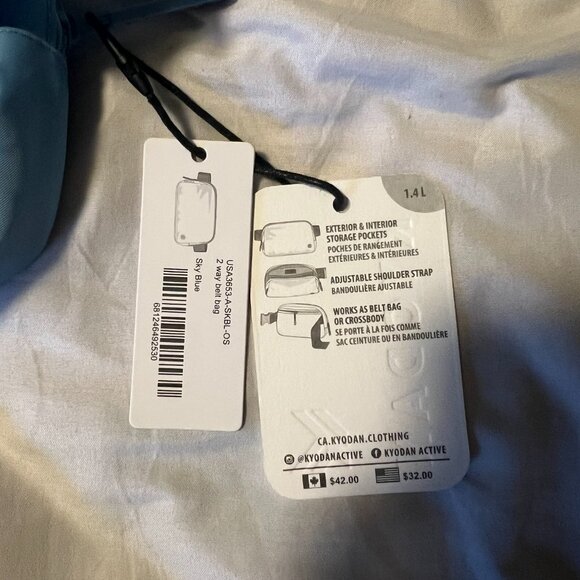 USA3653-A-SKBL-OS
2 way belt bag
Sky Blue
681246492530
1.4 L
EXTERIOR & INTERIOR
STORAGE POCKETS
POCHES DE RANGEMENT
EXTÉRIEURES & INTÉRIEURES
ADJUSTABLE SHOULDER STRAP
BANDOULIÈRE AJUSTABLE
WORKS AS BELT BAG
OR CROSSBODY
SE PORTE À LA FOIS COMME
SAC CEINTURE OU EN BANDOULIÈRE
CA.KYODAN.CLOTHING
@KYODANACTIVE KYODAN ACTIVE
$42.00 $32.00